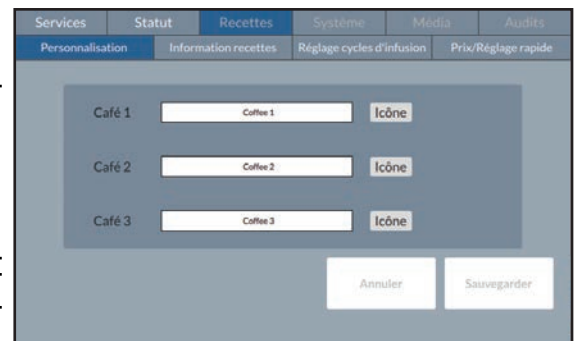 Services Statut Recettes Système Média Audits
Personnalisation Information recettes Réglage cycles d'infusion Prix/Réglage rapide
Café 1 Coffee 1 Icône
Café 2 Coffee 2 Icône
Café 3 Coffee 3 Icône
Annuler Sauvegarder